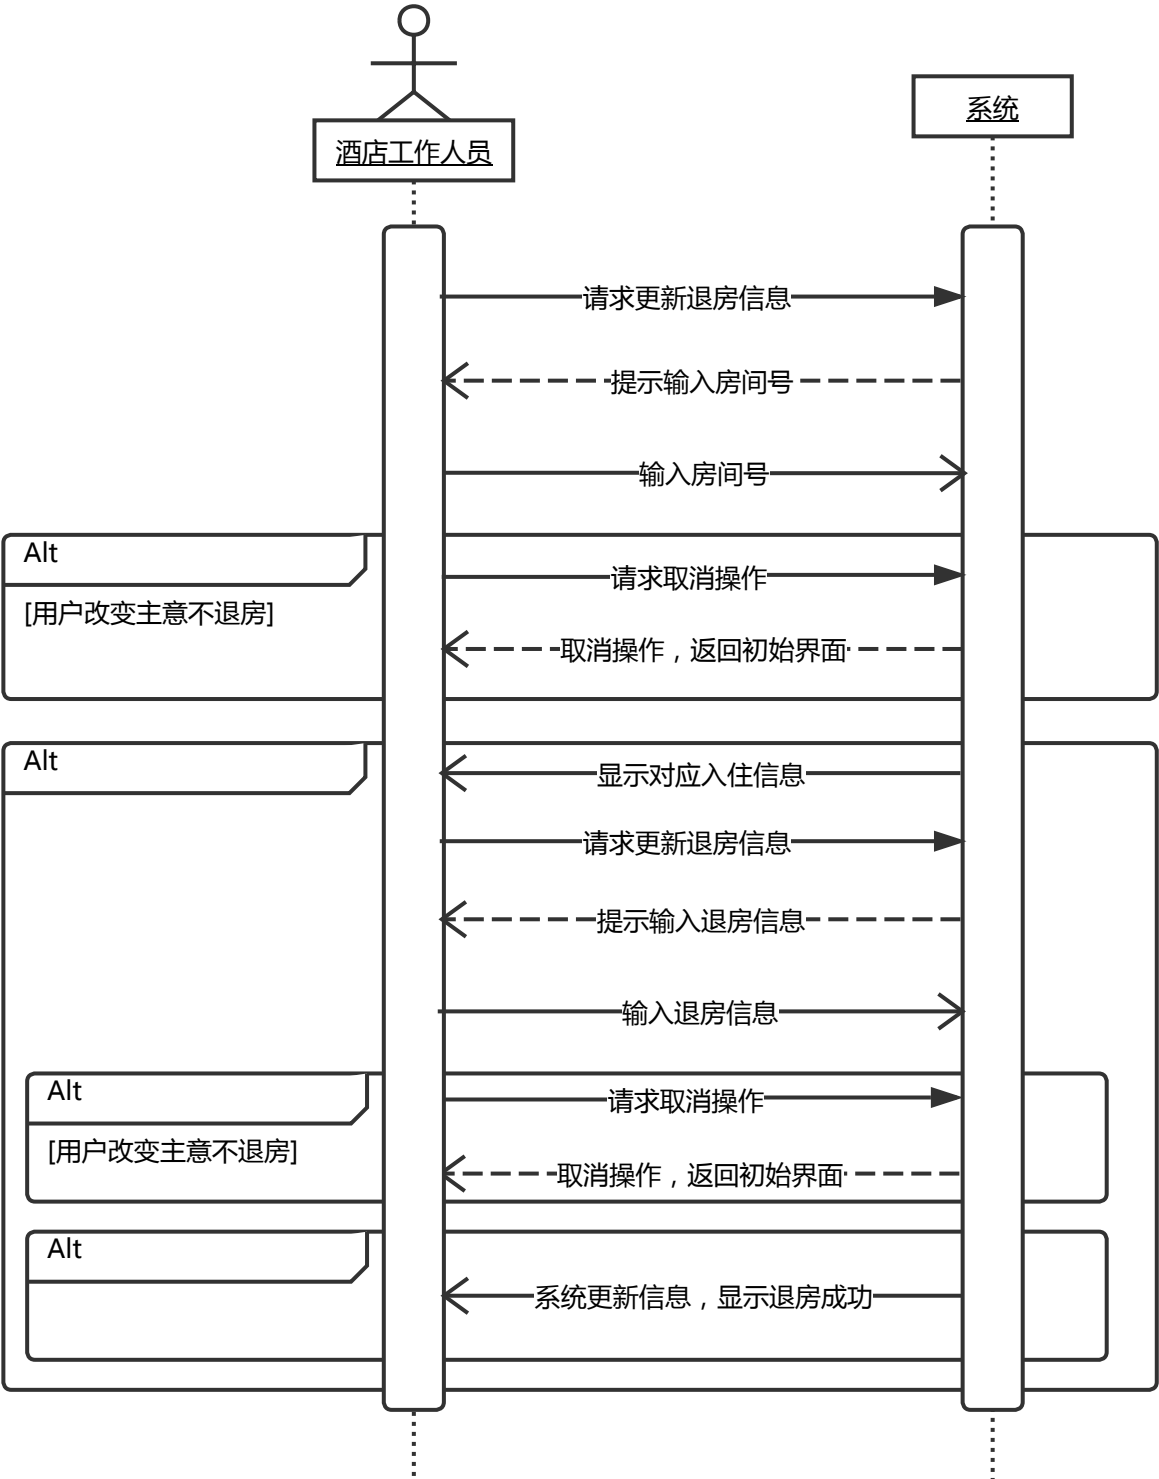 系统
酒店工作人员
请求更新退房信息
提示输入房间号
输入房间号
Alt
请求取消操作
[用户改变主意不退房]
取消操作，返回初始界面
Alt
显示对应入住信息
请求更新退房信息
提示输入退房信息
输入退房信息
Alt
请求取消操作
[用户改变主意不退房]
取消操作，返回初始界面
Alt
系统更新信息，显示退房成功